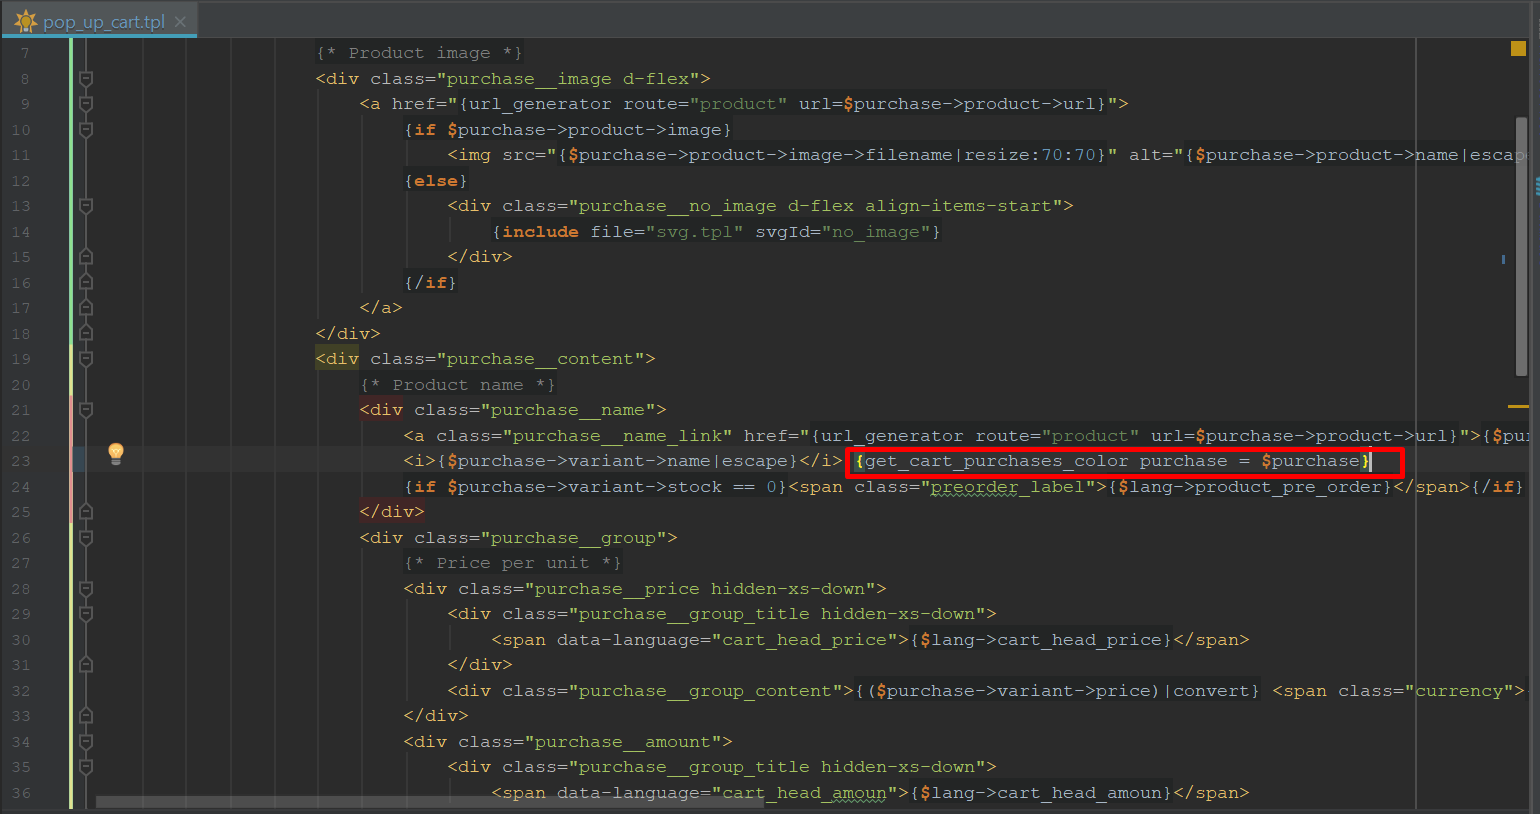 pop_up_cart.tpl
7 {* Product image *}
8 <div class="purchase__image d-flex">
9 <a href="{url_generator route="product" url=$purchase->product->url}">
10 {if $purchase->product->image}
11 <img src="{$purchase->product->image->filename|resize:70:70}" alt="{$purchase->product->name|escape
12 {else}
13 <div class="purchase__no_image d-flex align-items-start">
14 {include file="svg.tpl" svgId="no_image"}
15 </div>
16 {/if}
17 </a>
18 </div>
19 <div class="purchase__content">
20 {* Product name *}
21 <div class="purchase__name">
22 <a class="purchase__name_link" href="{url_generator route="product" url=$purchase->product->url}">{$pur
23 <i>{$purchase->variant->name|escape}</i> {get_cart_purchases_color purchase = $purchase}
24 {if $purchase->variant->stock == 0}<span class="preorder_label">{$lang->product_pre_order}</span>{/if}
25 </div>
26 <div class="purchase__group">
27 {* Price per unit *}
28 <div class="purchase__price hidden-xs-down">
29 <div class="purchase__group_title hidden-xs-down">
30 <span data-language="cart_head_price">{$lang->cart_head_price}</span>
31 </div>
32 <div class="purchase__group_content">{($purchase->variant->price)|convert} <span class="currency">
33 </div>
34 <div class="purchase__amount">
35 <div class="purchase__group_title hidden-xs-down">
36 <span data-language="cart_head_amoun">{$lang->cart_head_amoun}</span>